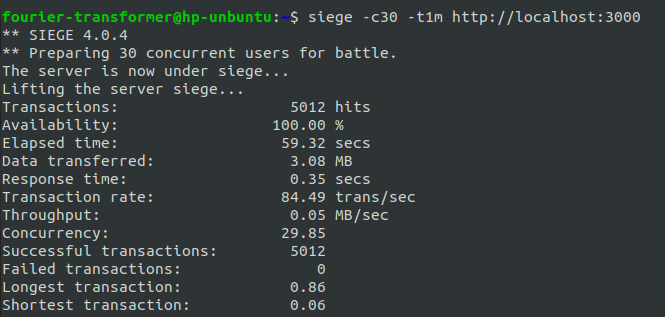 fourier-transformer@hp-unbuntu:~$ siege -c30 -t1m http://localhost:3000
** SIEGE 4.0.4
** Preparing 30 concurrent users for battle.
The server is now under siege...
Lifting the server siege...
Transactions: 5012 hits
Availability: 100.00 %
Elapsed time: 59.32 secs
Data transferred: 3.08 MB
Response time: 0.35 secs
Transaction rate: 84.49 trans/sec
Throughput: 0.05 MB/sec
Concurrency: 29.85
Successful transactions: 5012
Failed transactions: 0
Longest transaction: 0.86
Shortest transaction: 0.06